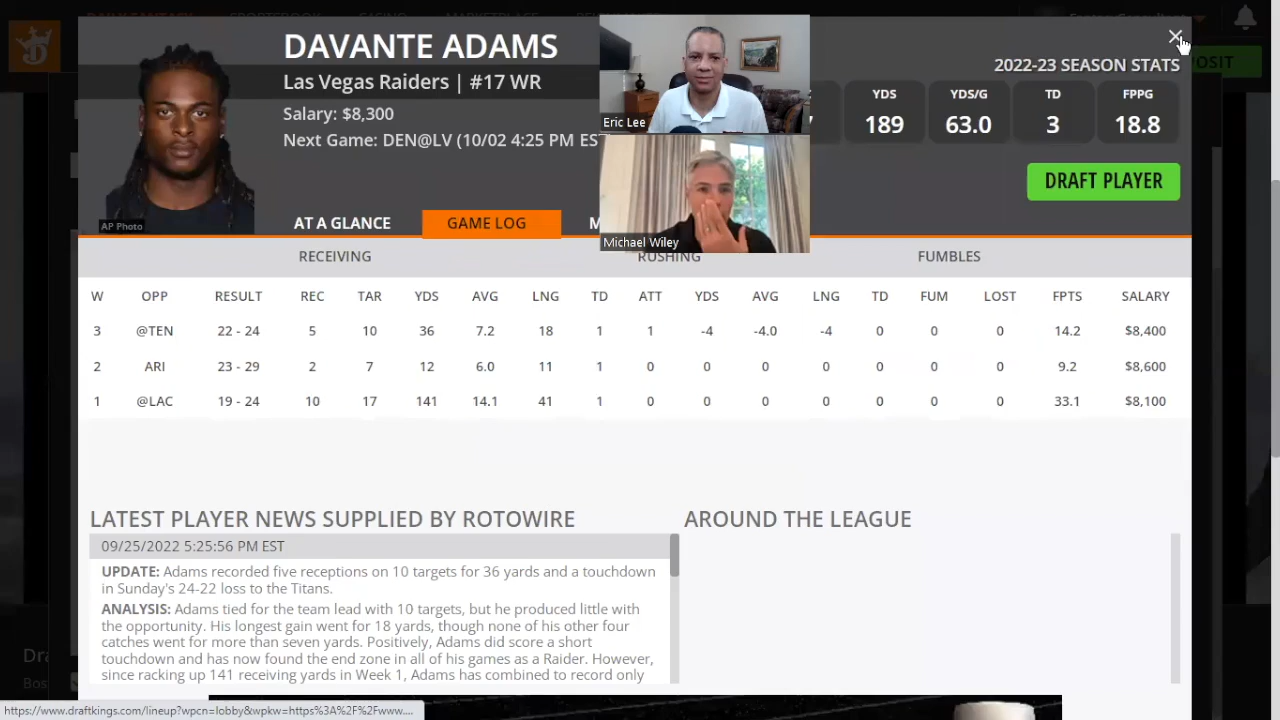 DAVANTE ADAMS
Las Vegas Raiders | #17 WR
Salary: $8,300
Next Game: DEN@LV (10/02 4:25 PM ES
AP Photo
Eric Lee
Michael Wiley
2022-23 SEASON STATS
YDS YDS/G TD FPPG
189 63.0 3 18.8
DRAFT PLAYER
AT A GLANCE GAME LOG M
RECEIVING RUSHING FUMBLES
W OPP RESULT REC TAR YDS AVG LNG TD ATT YDS AVG LNG TD FUM LOST FPTS SALARY
3 @TEN 22 - 24 5 10 36 7.2 18 1 1 -4 -4.0 -4 0 0 0 14.2 $8,400
2 ARI 23 - 29 2 7 12 6.0 11 1 0 0 0 0 0 0 0 9.2 $8,600
1 @LAC 19 - 24 10 17 141 14.1 41 1 0 0 0 0 0 0 0 33.1 $8,100
LATEST PLAYER NEWS SUPPLIED BY ROTOWIRE
09/25/2022 5:25:56 PM EST
UPDATE: Adams recorded five receptions on 10 targets for 36 yards and a touchdown
in Sunday's 24-22 loss to the Titans.
ANALYSIS: Adams tied for the team lead with 10 targets, but he produced little with
the opportunity. His longest gain went for 18 yards, though none of his other four
catches went for more than seven yards. Positively, Adams did score a short
touchdown and has now found the end zone in all of his games as a Raider. However,
since racking up 141 receiving yards in Week 1, Adams has combined to record only
AROUND THE LEAGUE
https://www.draftkings.com/lineup?wpcn=lobby&wpkw=https%3A%2F%2Fwww....